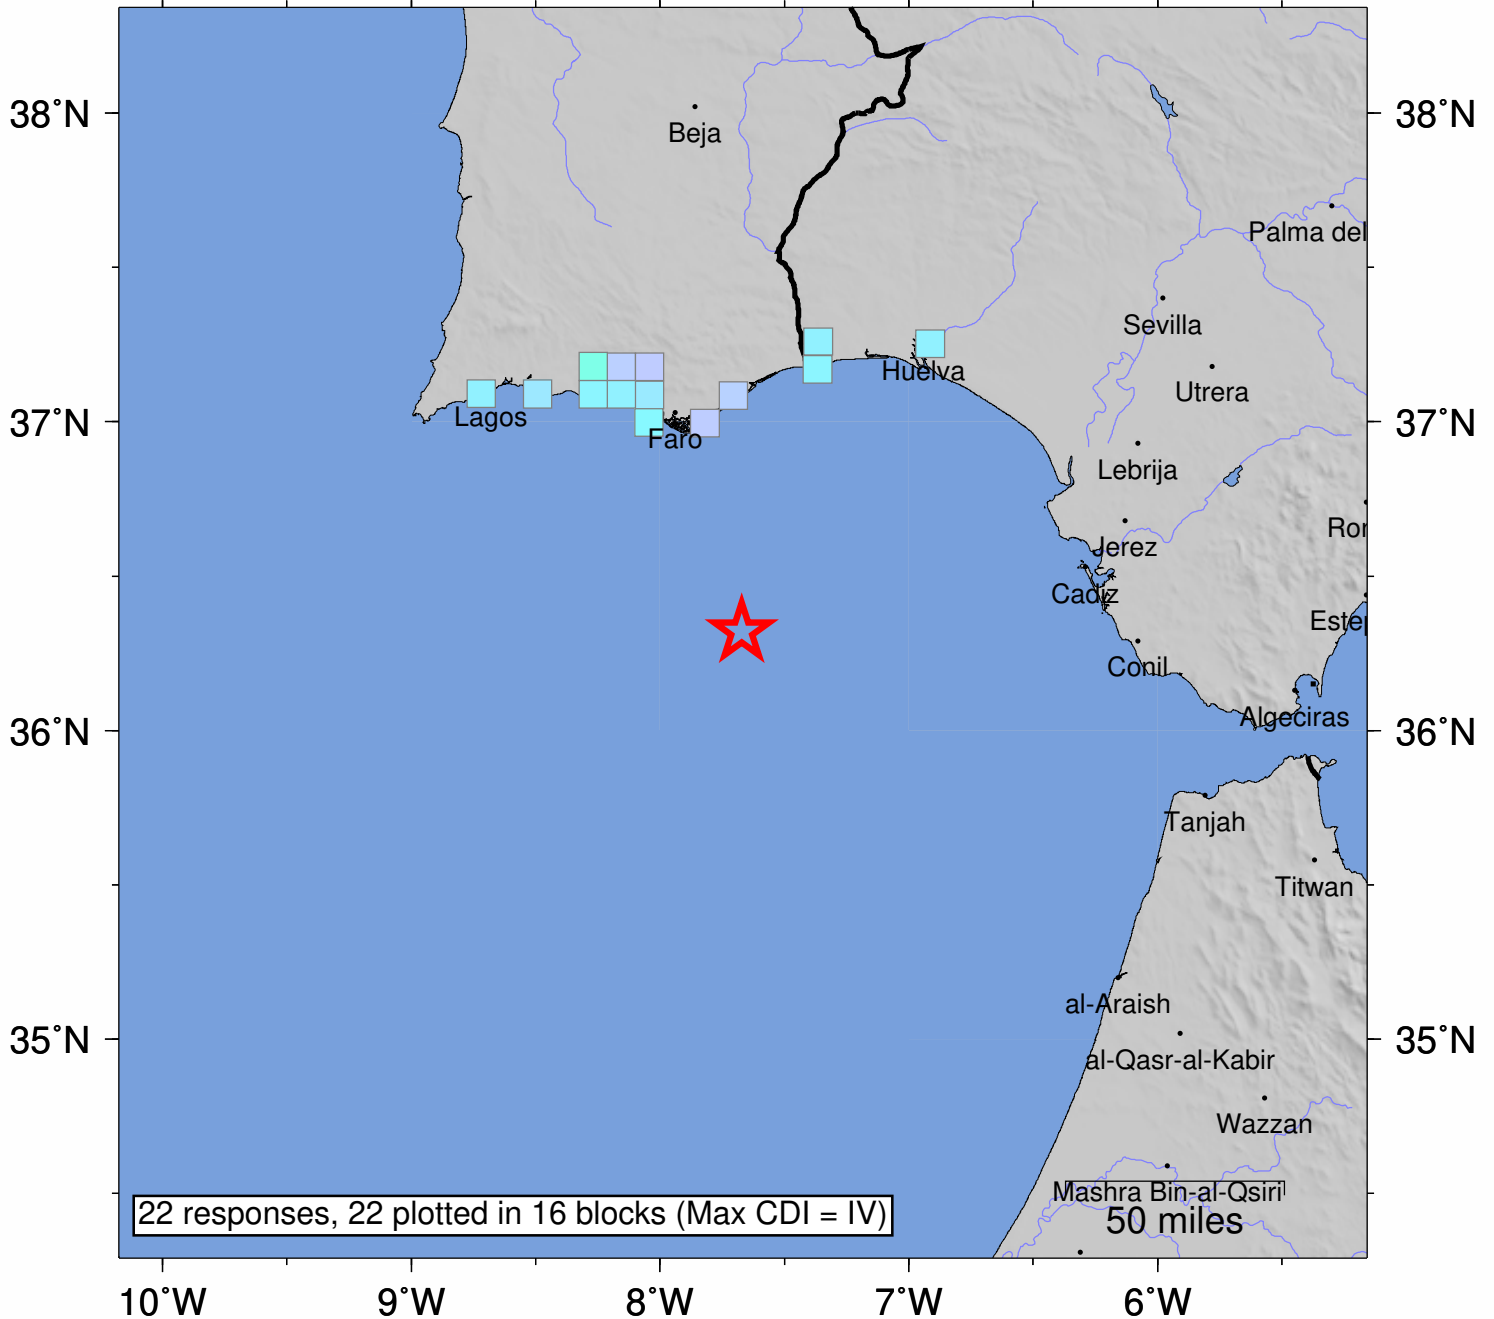 38°N
38°N
Beja
Palma del
Sevilla
Huelva
Utrera
Lagos
37°N
37°N
Faro
Lebrija
Ror
Jerez
Cadiz
Estep
Conil
Algeciras
36°N
36°N
Tanjah
Titwan
al-Araish
35°N
35°N
al-Qasr-al-Kabir
Wazzan
Mashra Bin-al-Qsiri
50 miles
22 responses, 22 plotted in 16 blocks (Max CDI = IV)
10°W
9°W
8°W
7°W
6°W